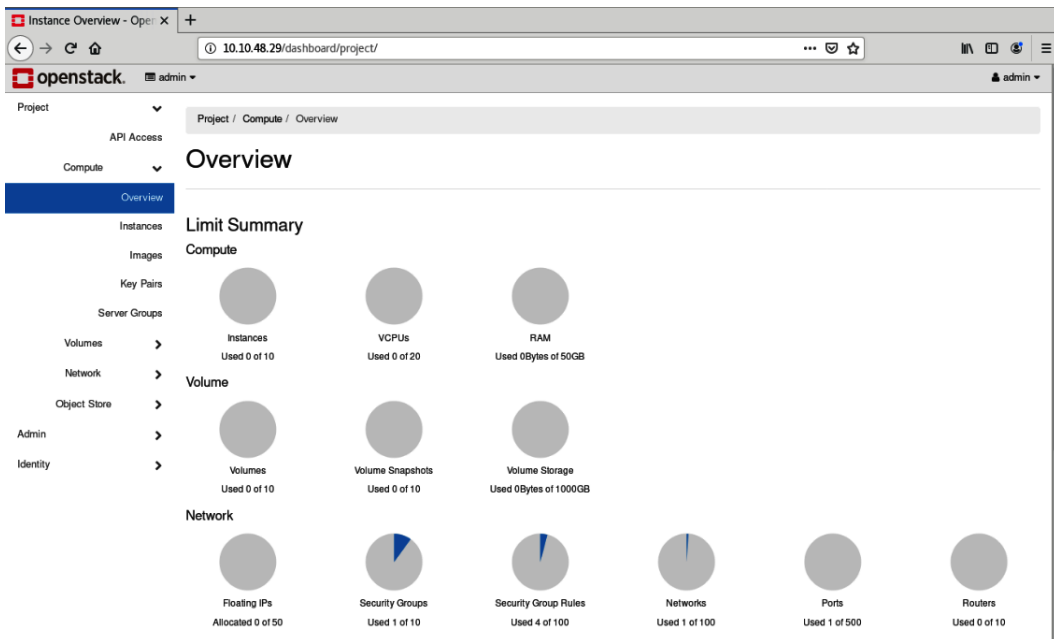 Instance Overview - Oper
10.10.48.29/dashboard/project/
openstack. admin admin
Project
API Access
Compute
Overview
Instances
Images
Key Pairs
Server Groups
Volumes
Network
Object Store
Admin
Identity
Project / Compute / Overview
Overview
Limit Summary
Compute
Instances VCPUs RAM
Used 0 of 10 Used 0 of 20 Used 0Bytes of 50GB
Volume
Volumes Volume Snapshots Volume Storage
Used 0 of 10 Used 0 of 10 Used 0Bytes of 1000GB
Network
Floating IPs Security Groups Security Group Rules Networks Ports Routers
Allocated 0 of 50 Used 1 of 10 Used 4 of 100 Used 1 of 100 Used 1 of 500 Used 0 of 10